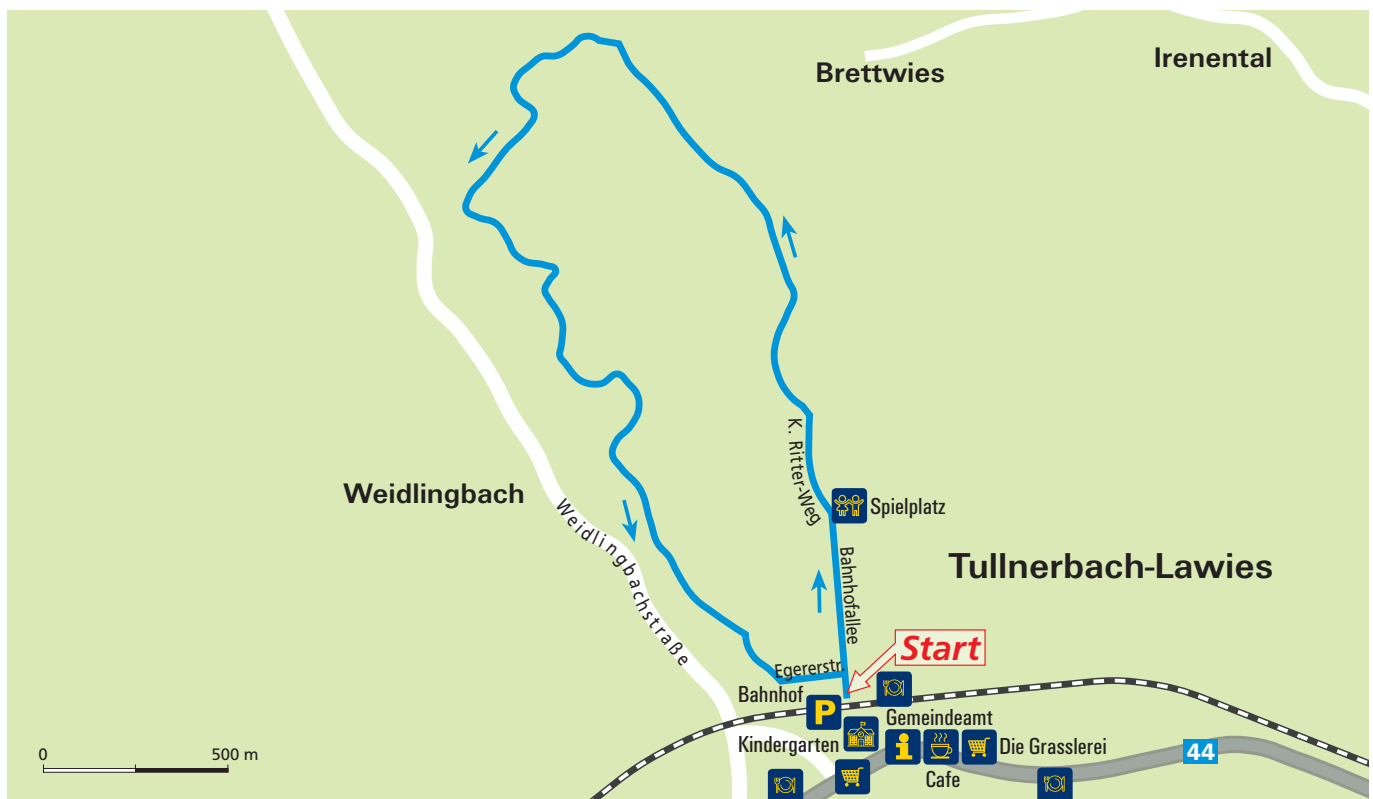 Irenental
Brettwies
K. Ritter-Weg
Weidlingbach
Spielplatz
Weidlingbachstraße
Bahnhofallee
Tullnerbach-Lawies
Start
Egererstr.
Bahnhof
P
Gemeindeamt
Kindergarten
i
Die Grasslerei
44
Cafe
0 500 m